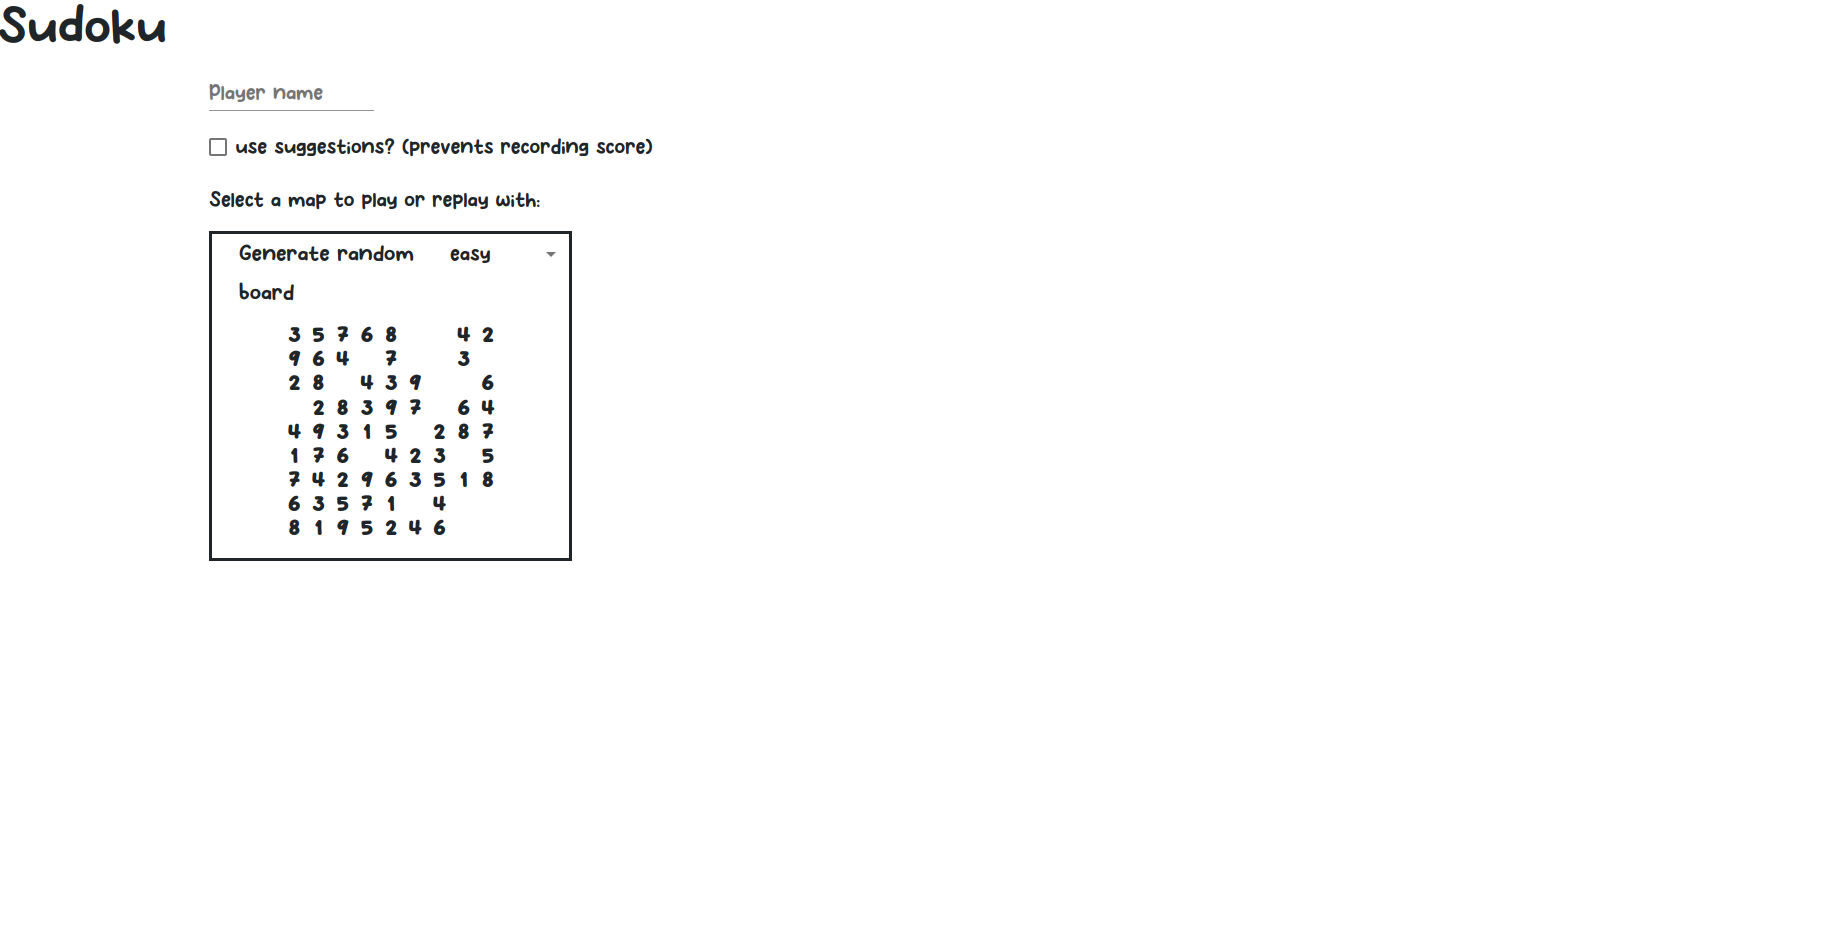 Sudoku
Player name
use suggestions? (prevents recording score)
Select a map to play or replay with:
Generate random easy
board
3 5 7 6 8 4 2
9 6 4 7 3
2 8 4 3 9 6
2 8 3 9 7 6 4
4 9 3 1 5 2 8 7
1 7 6 4 2 3 5
7 4 2 9 6 3 5 1 8
6 3 5 7 1 4
8 1 9 5 2 4 6